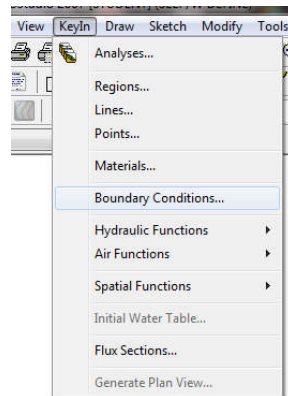 View KeyIn Draw Sketch Modify Tools
Analyses...
Regions...
Lines...
Points...
Materials...
Boundary Conditions...
Hydraulic Functions
Air Functions
Spatial Functions
Initial Water Table...
Flux Sections...
Generate Plan View...